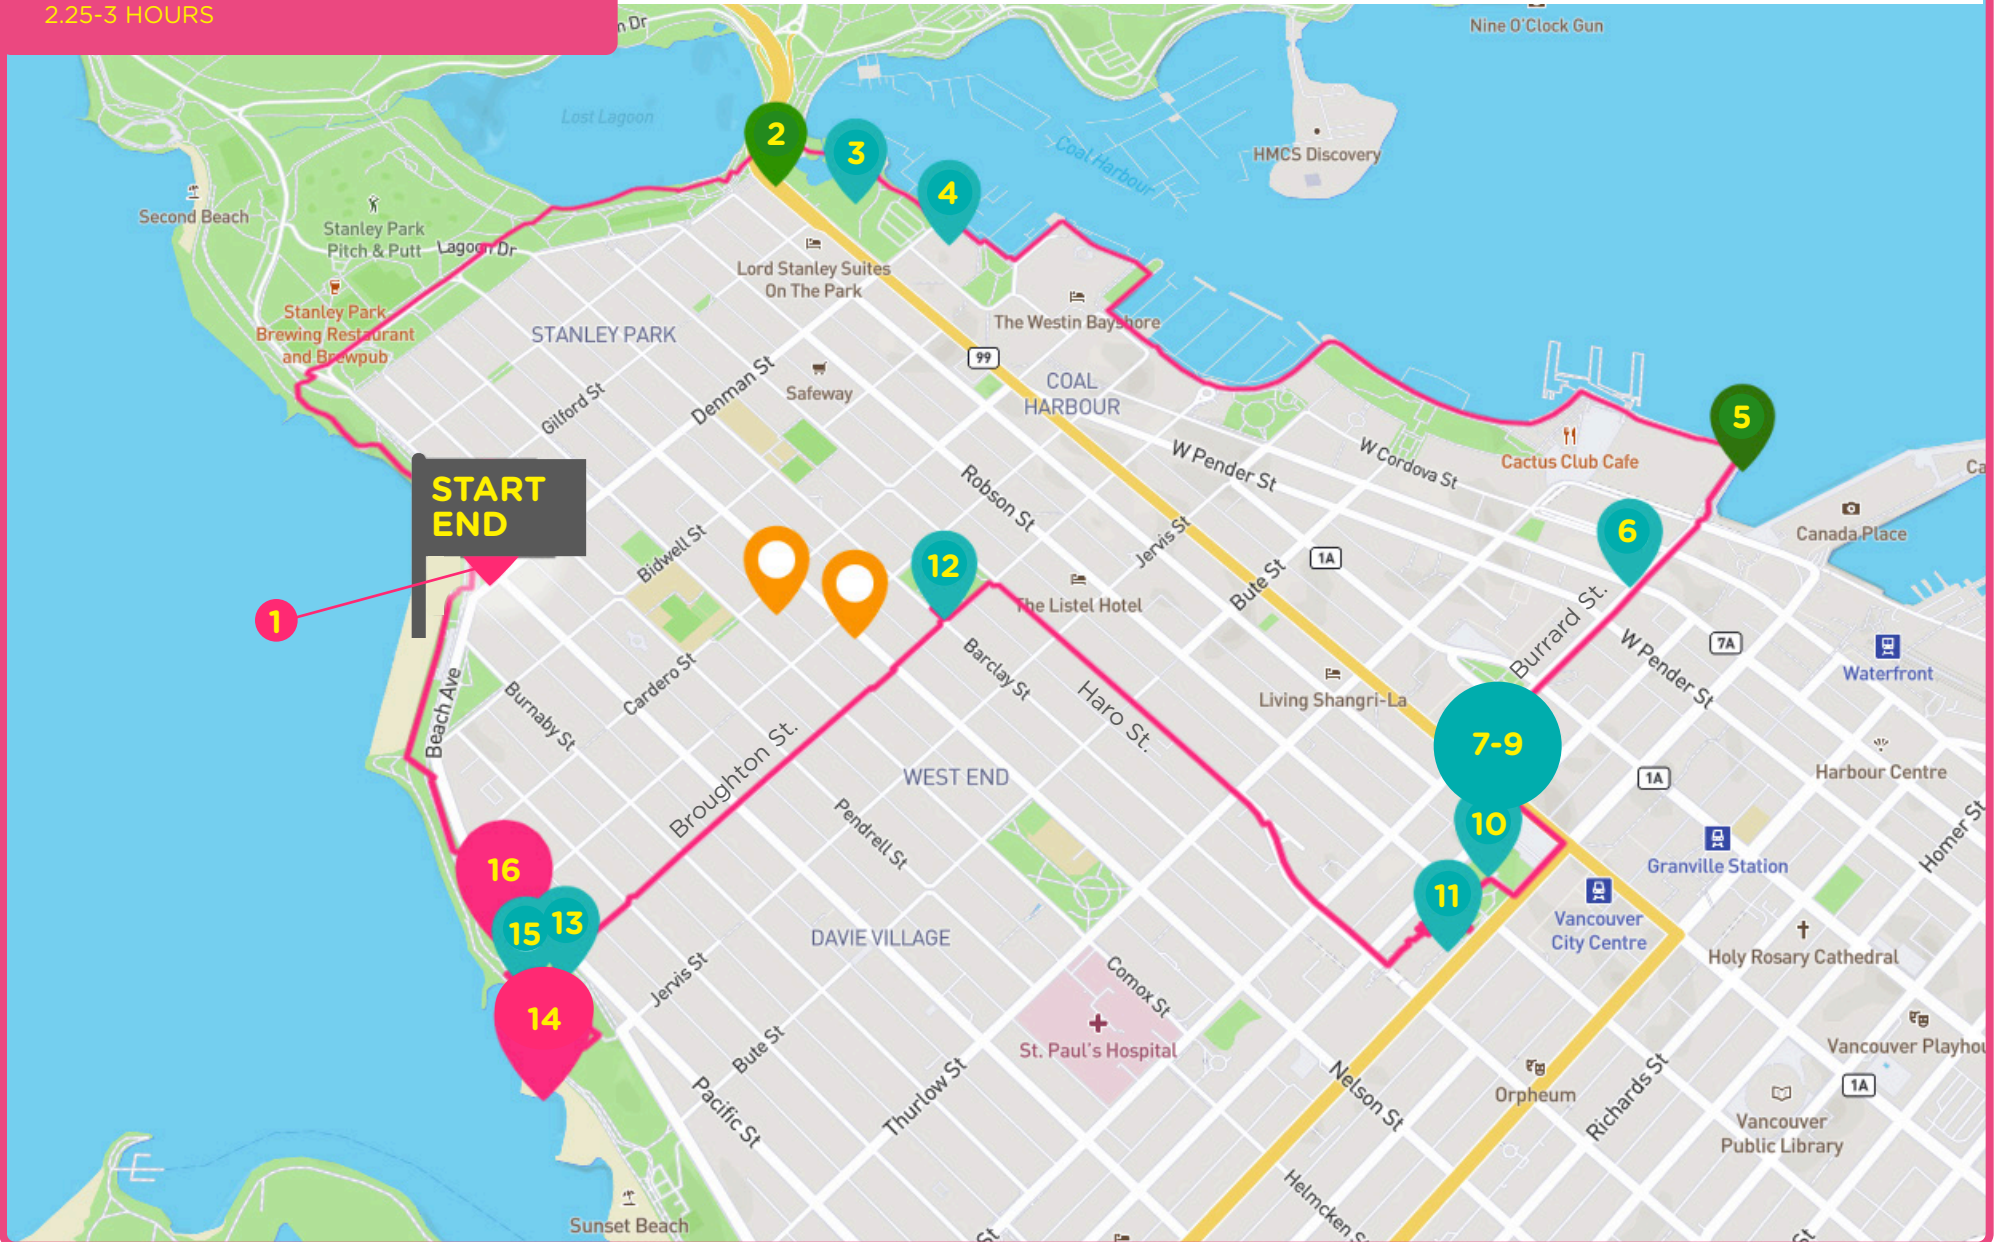 2.25-3 HOURS
n Dr
Nine O'Clock Gun
Lost Lagoon
2
3
Coal Harbour
HMCS Discovery
4
Second Beach
Stanley Park
Pitch & Putt
Lagoon Dr
Lord Stanley Suites
On The Park
Stanley Park
Brewing Restaurant
and Brewpub
STANLEY PARK
The Westin Bayshore
99
Safeway
Denman St
Gilford St
COAL
HARBOUR
5
W Pender St
W Cordova St
Cactus Club Cafe
Ca
START
END
Robson St
Canada Place
6
Bidwell St
Jervis St
1A
Bute St
12
The Listel Hotel
1
Burrard St.
W Pender St
7A
Waterfront
Barclay St
Cardero St
Beach Ave
Burnaby St
Haro St.
Living Shangri-La
7-9
Broughton St.
WEST END
1A
Harbour Centre
10
Pendrell St
Homer St
Granville Station
16
11
15
13
Vancouver
City Centre
DAVIE VILLAGE
Holy Rosary Cathedral
Jervis St
Comox St
14
St. Paul's Hospital
Bute St
Vancouver Playhou
Pacific St
Thurlow St
Nelson St
Orpheum
Richards St
1A
Vancouver
Public Library
Helmcken S
Sunset Beach
St
St